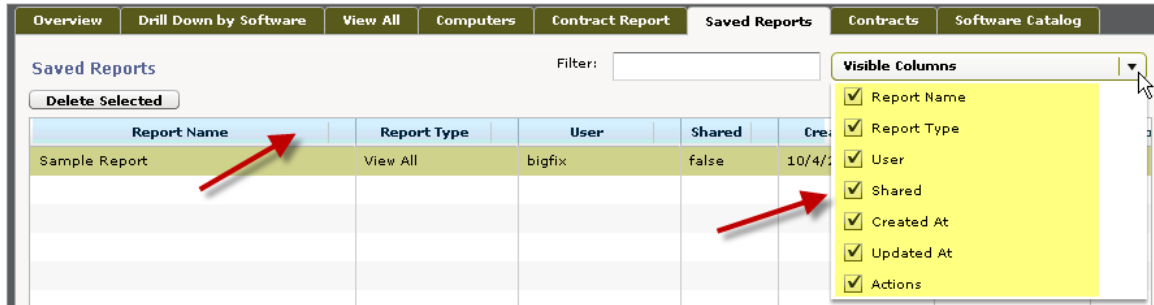 Overview Drill Down by Software View All Computers Contract Report Saved Reports Contracts Software Catalog
Saved Reports Filter: Visible Columns
Delete Selected
Report Name
Report Type
User
Shared
Created At
Updated At
Actions
Report Name Report Type User Shared
Sample Report View All bigfix false 10/4/